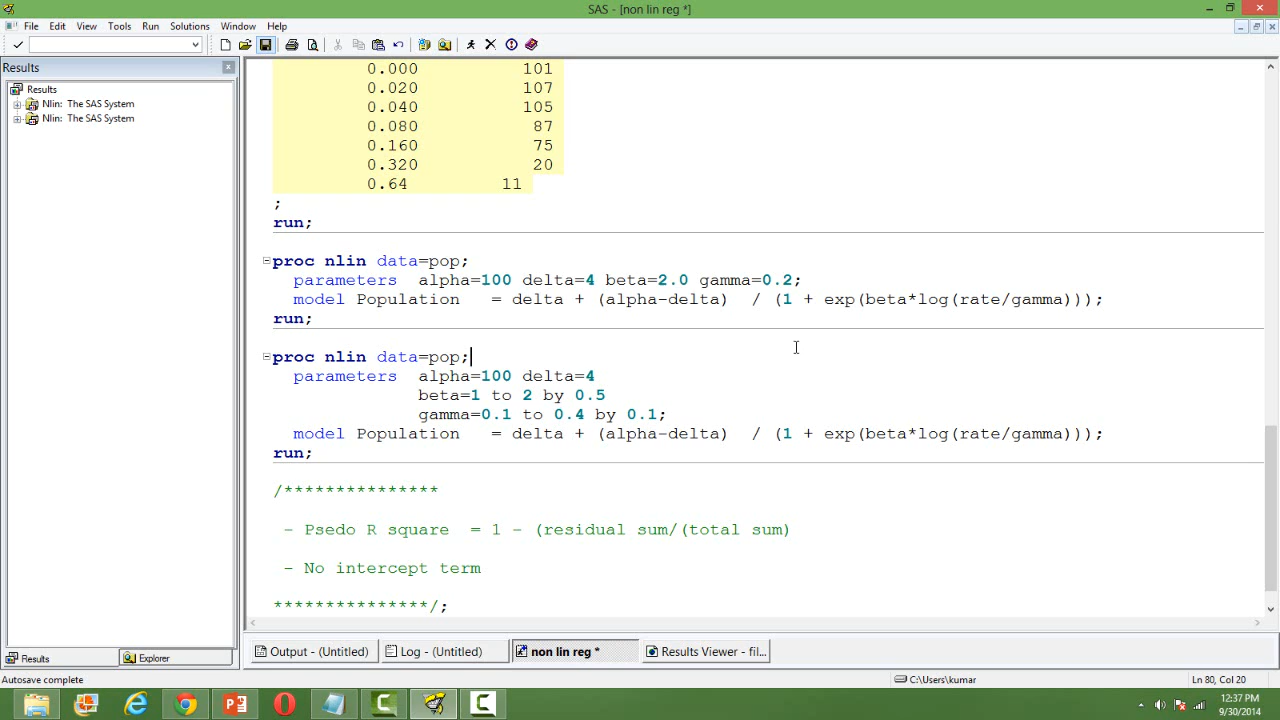 SAS - [non lin reg *]
File Edit View Tools Run Solutions Window Help
Results
Results
Nlin: The SAS System
Nlin: The SAS System
0.000 101
0.020 107
0.040 105
0.080 87
0.160 75
0.320 20
0.64 11
;
run;
proc nlin data=pop;
parameters alpha=100 delta=4 beta=2.0 gamma=0.2;
model Population = delta + (alpha-delta) / (1 + exp(beta*log(rate/gamma)));
run;
proc nlin data=pop;
parameters alpha=100 delta=4
beta=1 to 2 by 0.5
gamma=0.1 to 0.4 by 0.1;
model Population = delta + (alpha-delta) / (1 + exp(beta*log(rate/gamma)));
run;
/***************
- Psedo R square = 1 - (residual sum/(total sum)
- No intercept term
***************/;
Results Explorer
Output - (Untitled) Log - (Untitled) non lin reg * Results Viewer - fil...
Autosave complete C:\Users\kumar Ln 80, Col 20
12:37 PM
9/30/2014